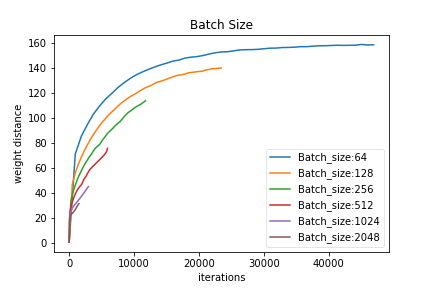 Batch Size
weight distance
160
140
120
100
80
60
40
20
0
Batch_size:64
Batch_size:128
Batch_size:256
Batch_size:512
Batch_size:1024
Batch_size:2048
0 10000 20000 30000 40000
iterations